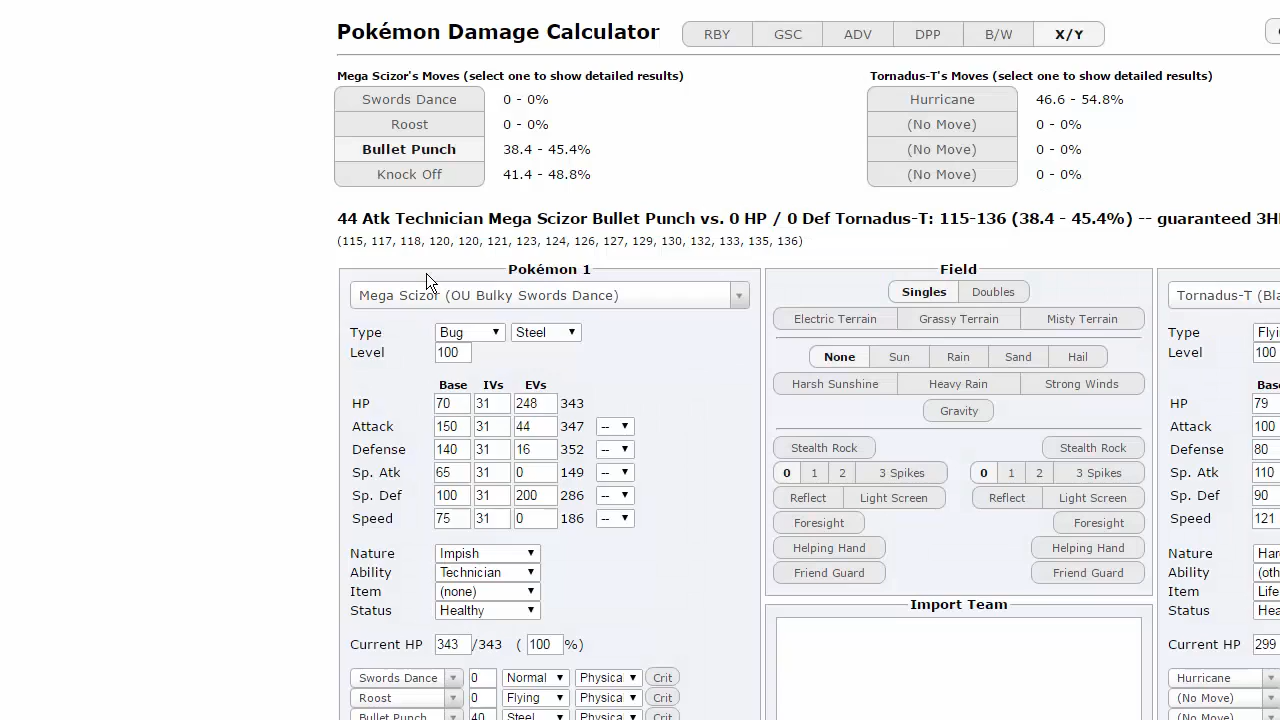 Pokémon Damage Calculator RBY GSC ADV DPP B/W X/Y
Mega Scizor's Moves (select one to show detailed results) Tornadus-T's Moves (select one to show detailed results)
Swords Dance 0 - 0% Hurricane 46.6 - 54.8%
Roost 0 - 0% (No Move) 0 - 0%
Bullet Punch 38.4 - 45.4% (No Move) 0 - 0%
Knock Off 41.4 - 48.8% (No Move) 0 - 0%
44 Atk Technician Mega Scizor Bullet Punch vs. 0 HP / 0 Def Tornadus-T: 115-136 (38.4 - 45.4%) -- guaranteed 3H
(115, 117, 118, 120, 120, 121, 123, 124, 126, 127, 129, 130, 132, 133, 135, 136)
Pokémon 1
Mega Scizor (OU Bulky Swords Dance)
Type Bug Steel
Level 100
Base IVs EVs
HP 70 31 248 343
Attack 150 31 44 347 --
Defense 140 31 16 352 --
Sp. Atk 65 31 0 149 --
Sp. Def 100 31 200 286 --
Speed 75 31 0 186 --
Nature Impish
Ability Technician
Item (none)
Status Healthy
Current HP 343 /343 ( 100 %)
Swords Dance 0 Normal Physica Crit
Roost 0 Flying Physica Crit
Bullet Punch 40 Steel Physica Crit
Field
Singles Doubles
Electric Terrain Grassy Terrain Misty Terrain
None Sun Rain Sand Hail
Harsh Sunshine Heavy Rain Strong Winds
Gravity
Stealth Rock Stealth Rock
0 1 2 3 Spikes 0 1 2 3 Spikes
Reflect Light Screen Reflect Light Screen
Foresight Foresight
Helping Hand Helping Hand
Friend Guard Friend Guard
Import Team
Tornadus-T (Bla
Type Flyi
Level 100
Bas
HP 79
Attack 100
Defense 80
Sp. Atk 110
Sp. Def 90
Speed 121
Nature Har
Ability (oth
Item Life
Status Hea
Current HP 299
Hurricane
(No Move)
(No Move)